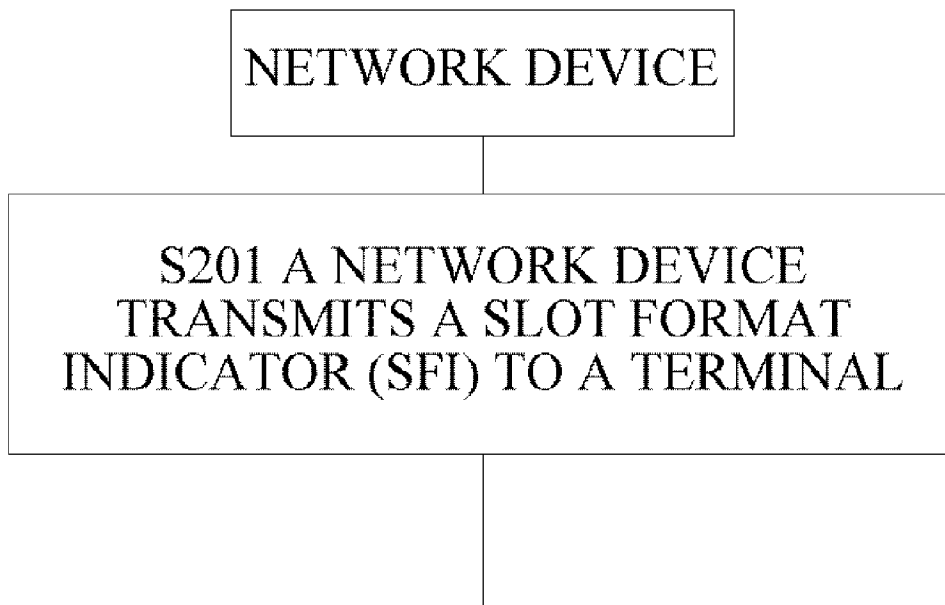 NETWORK DEVICE
S201 A NETWORK DEVICE
TRANSMITS A SLOT FORMAT
INDICATOR (SFI) TO A TERMINAL